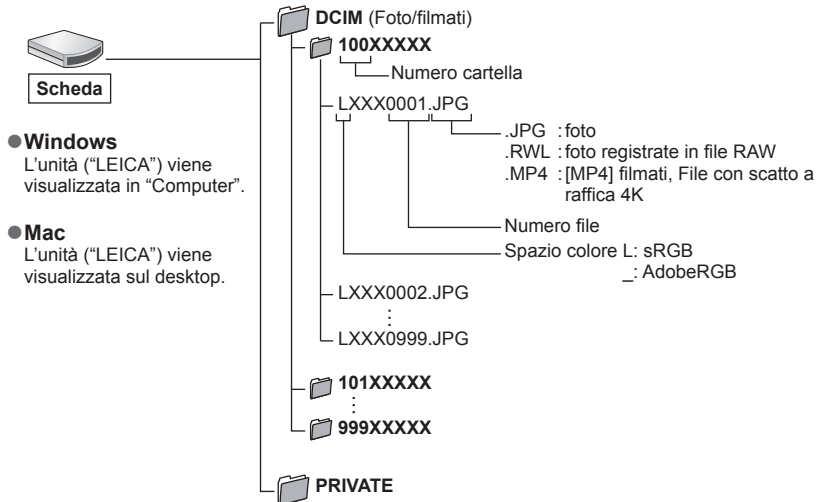 DCIM (Foto/filmati)
100XXXXX
Numero cartella
Scheda
LXXX0001.JPG
●Windows
L'unità ("LEICA") viene
visualizzata in "Computer".
.JPG : foto
.RWL : foto registrate in file RAW
.MP4 : [MP4] filmati, File con scatto a
raffica 4K
Numero file
●Mac
L'unità ("LEICA") viene
visualizzata sul desktop.
Spazio colore L: sRGB
_: AdobeRGB
LXXX0002.JPG
LXXX0999.JPG
101XXXXX
999XXXXX
PRIVATE